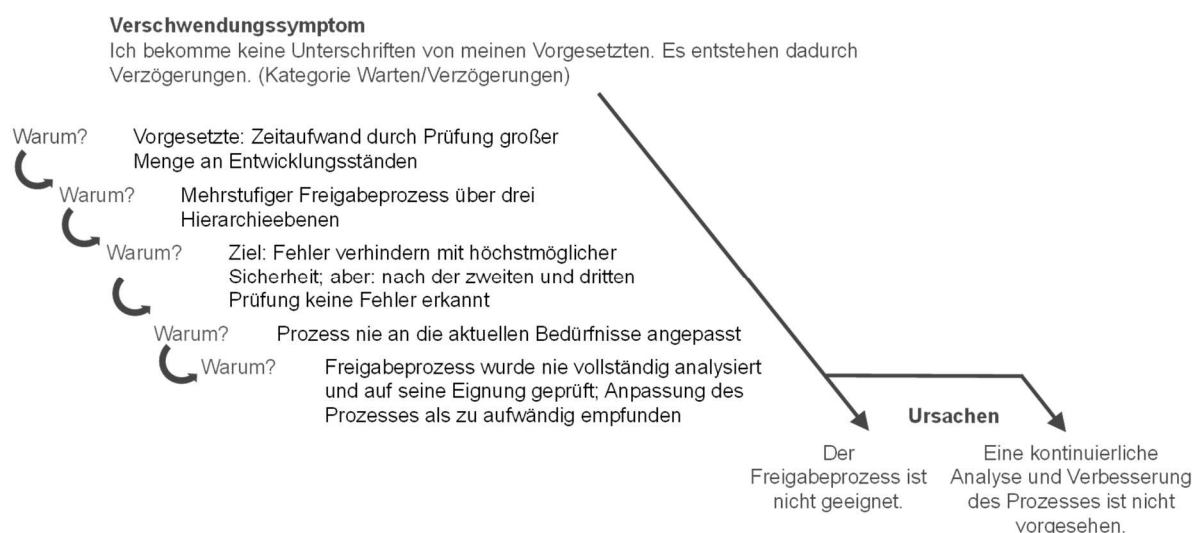 Verschwendungssymptom
Ich bekomme keine Unterschriften von meinen Vorgesetzten. Es entstehen dadurch
Verzögerungen. (Kategorie Warten/Verzögerungen)
Warum? Vorgesetzte: Zeitaufwand durch Prüfung großer
Menge an Entwicklungsständen
Warum? Mehrstufiger Freigabeprozess über drei
Hierarchieebenen
Warum? Ziel: Fehler verhindern mit höchstmöglicher
Sicherheit; aber: nach der zweiten und dritten
Prüfung keine Fehler erkannt
Warum? Prozess nie an die aktuellen Bedürfnisse angepasst
Warum? Freigabeprozess wurde nie vollständig analysiert
und auf seine Eignung geprüft; Anpassung des
Prozesses als zu aufwändig empfunden
Ursachen
Der
Freigabeprozess ist
nicht geeignet.
Eine kontinuierliche
Analyse und Verbesserung
des Prozesses ist nicht
vorgesehen.